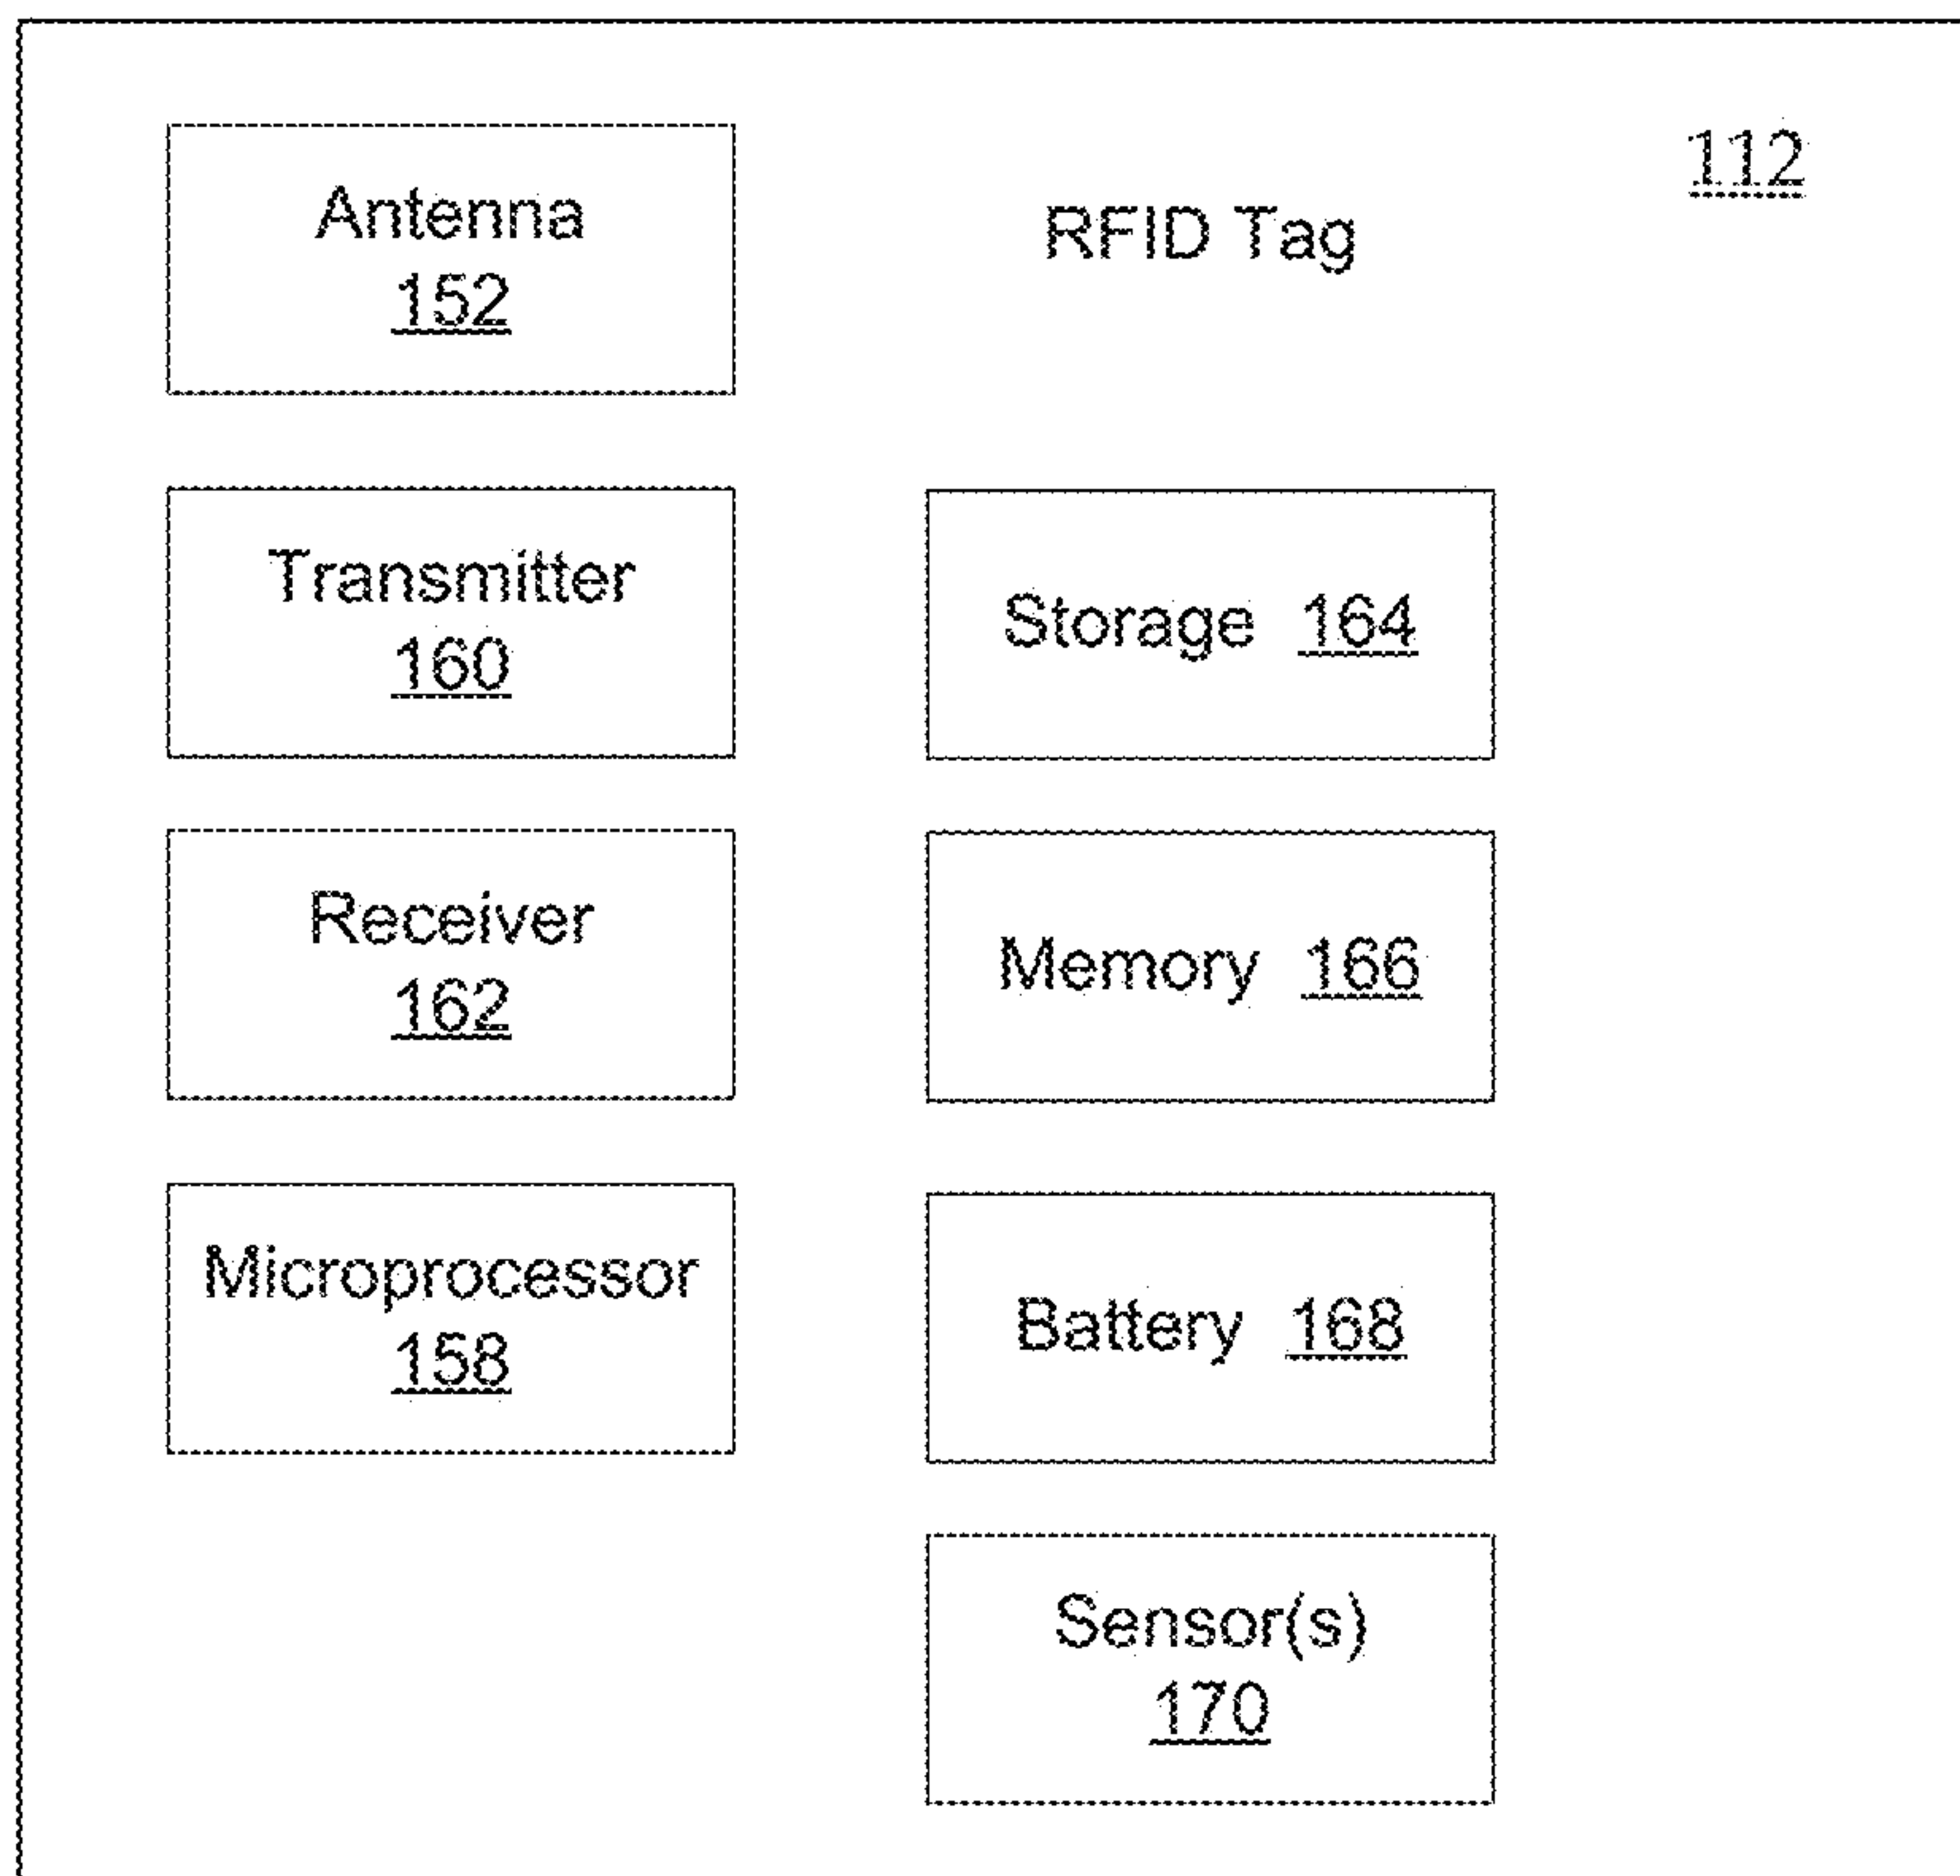 112
RFID Tag
Antenna
152
Transmitter
160
Receiver
162
Microprocessor
158
Storage 164
Memory 166
Battery 168
Sensor(s)
170